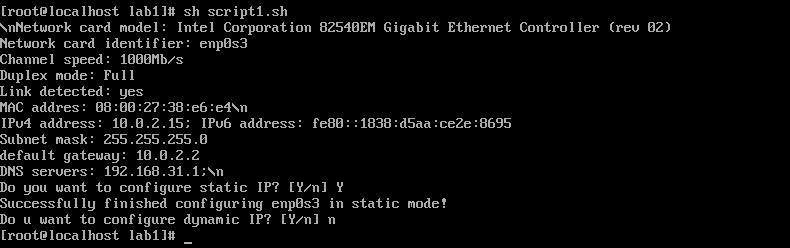 [root@localhost lab1]# sh script1.sh
\nNetwork card model: Intel Corporation 82540EM Gigabit Ethernet Controller (rev 02)
Network card identifier: enp0s3
Channel speed: 1000Mb/s
Duplex mode: Full
Link detected: yes
MAC addres: 08:00:27:38:e6:e4\n
IPv4 address: 10.0.2.15; IPv6 address: fe80::1838:d5aa:ce2e:8695
Subnet mask: 255.255.255.0
default gateway: 10.0.2.2
DNS servers: 192.168.31.1;\n
Do you want to configure static IP? [Y/n] Y
Successfully finished configuring enp0s3 in static mode!
Do u want to configure dynamic IP? [Y/n] n
[root@localhost lab1]# _